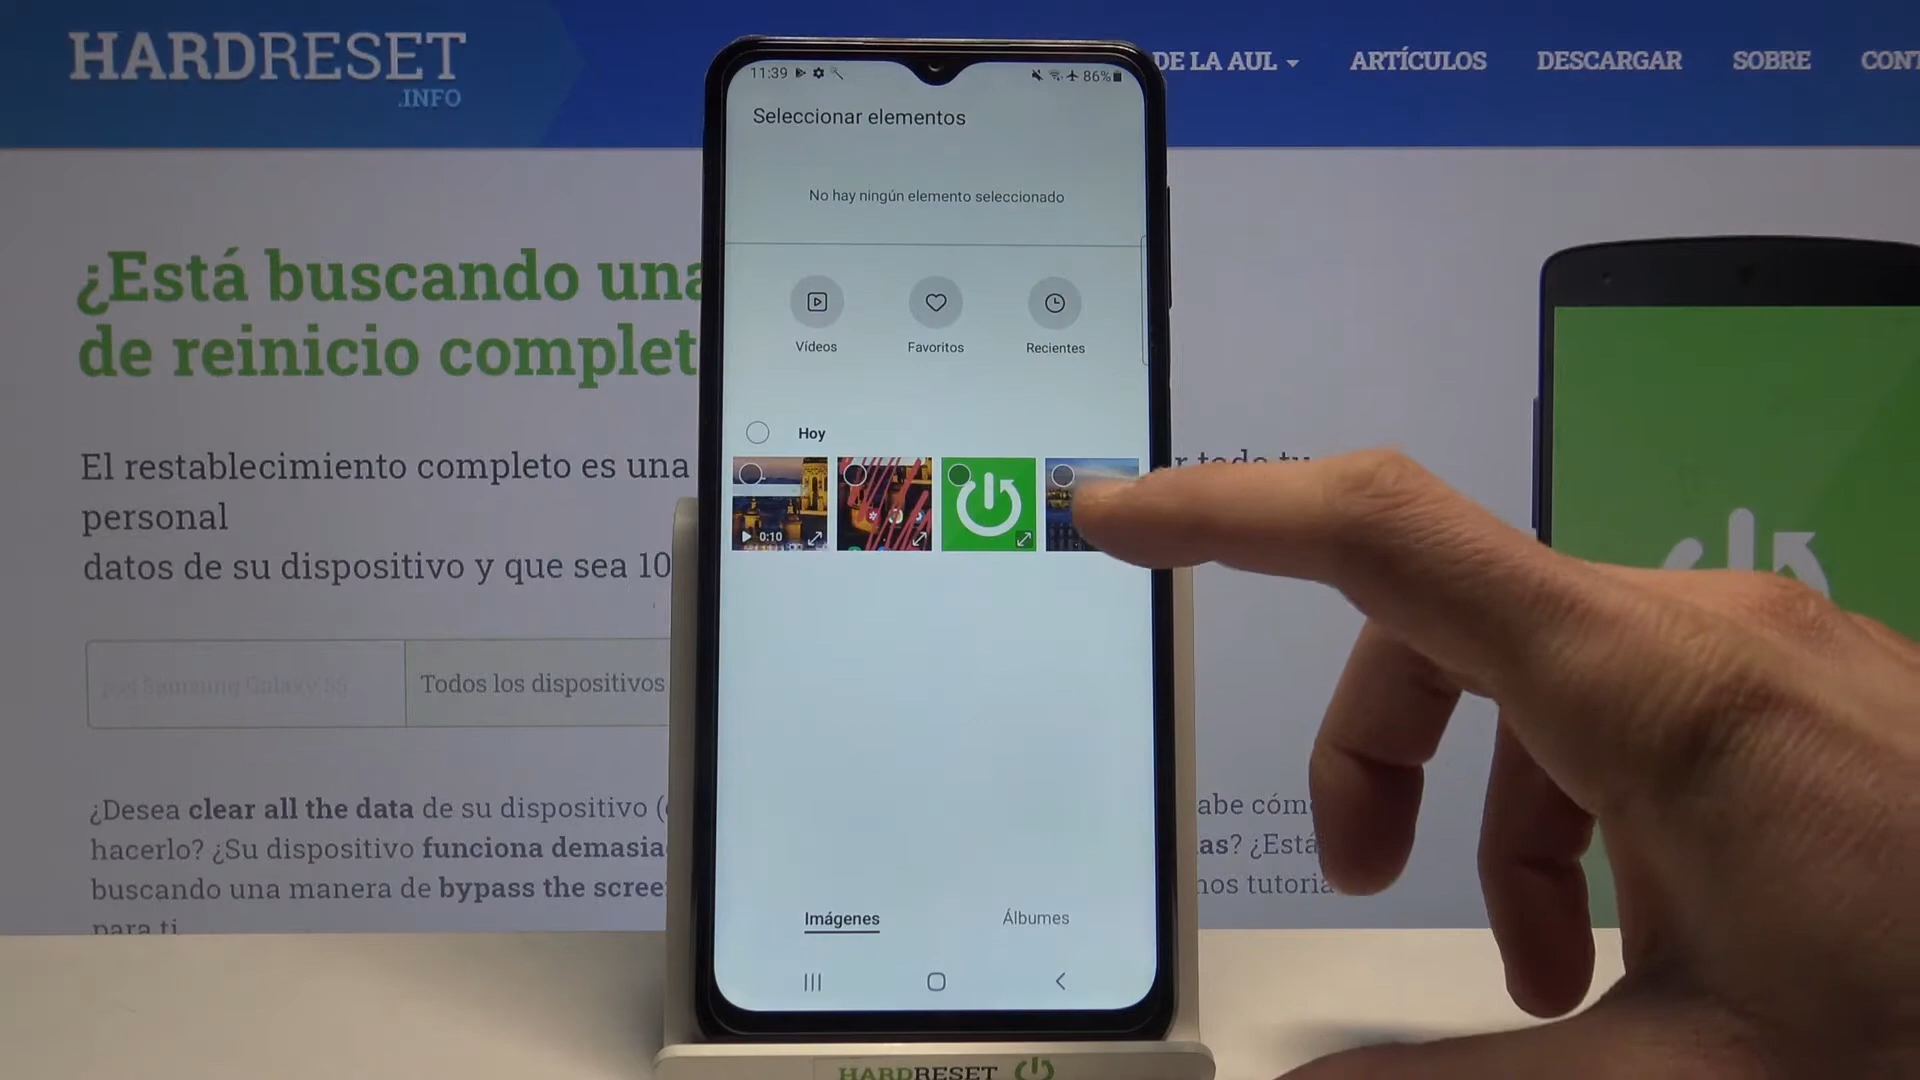 HARDRESET
.INFO
DE LA AUL
ARTÍCULOS
DESCARGAR
SOBRE
CONT
¿Está buscando una
de reinicio complet
El restablecimiento completo es una
personal
datos de su dispositivo y que sea 10
Todos los dispositivos
¿Desea clear all the data de su dispositivo (
hacerlo? ¿Su dispositivo funciona demasia
buscando una manera de bypass the scree
para ti
abe cóm
as? ¿Está
nos tutoria
11:39
86%
Seleccionar elementos
No hay ningún elemento seleccionado
Vídeos
Favoritos
Recientes
Hoy
0:10
Imágenes
Álbumes
HARDRESET